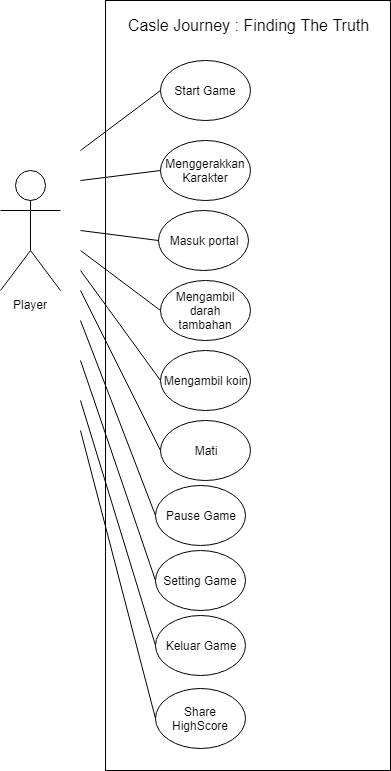 Casle Journey : Finding The Truth
Start Game
Menggerakkan
Karakter
Masuk portal
Player
Mengambil
darah
tambahan
Mengambil koin
Mati
Pause Game
Setting Game
Keluar Game
Share
HighScore